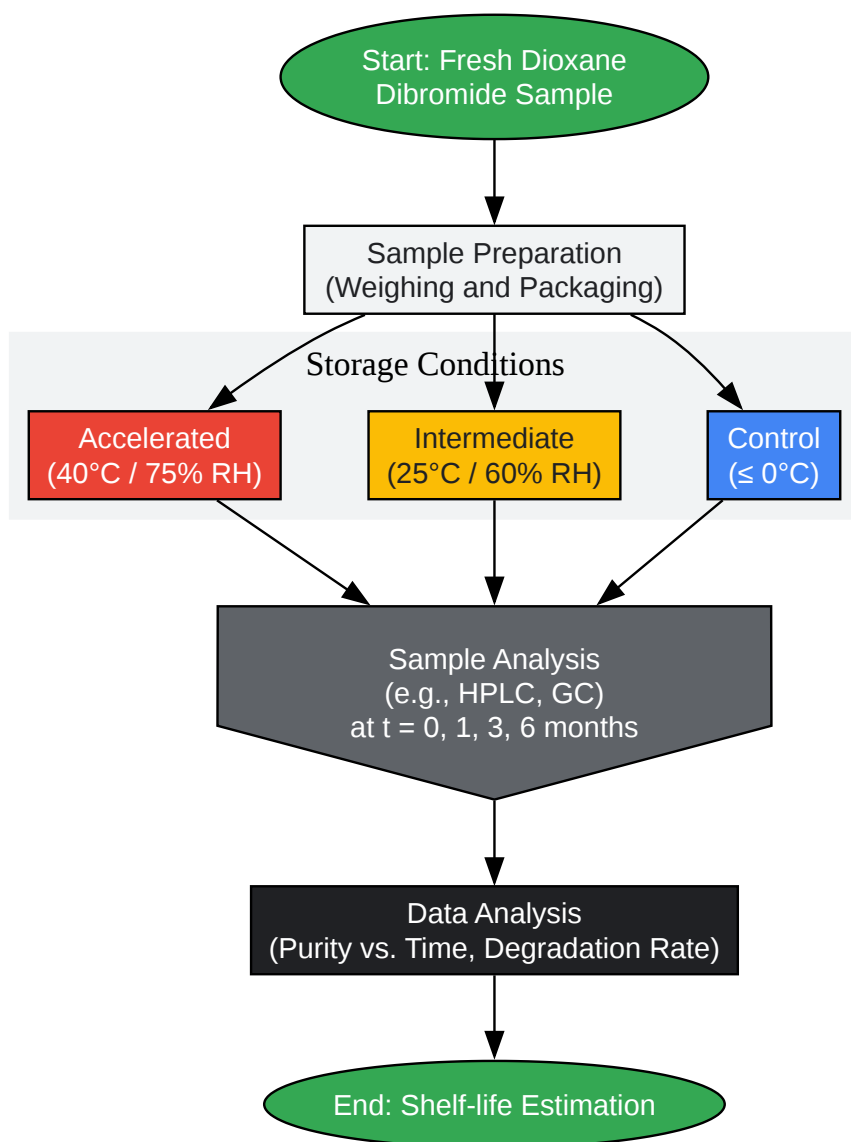 Start: Fresh Dioxane
Dibromide Sample
Sample Preparation
(Weighing and Packaging)
Storage Conditions
Accelerated
(40°C / 75% RH)
Intermediate
(25°C / 60% RH)
Control
(≤ 0°C)
Sample Analysis
(e.g., HPLC, GC)
at t = 0, 1, 3, 6 months
Data Analysis
(Purity vs. Time, Degradation Rate)
End: Shelf-life Estimation